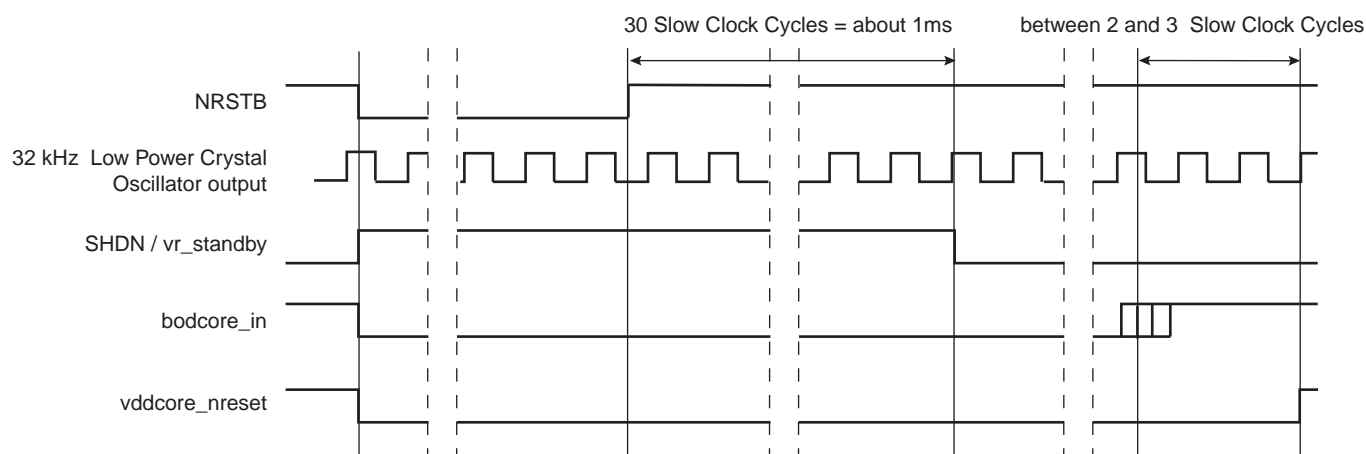 30 Slow Clock Cycles = about 1ms
between 2 and 3 Slow Clock Cycles
NRSTB
32 kHz Low Power Crystal
Oscillator output
SHDN / vr_standby
bodcore_in
vddcore_nreset